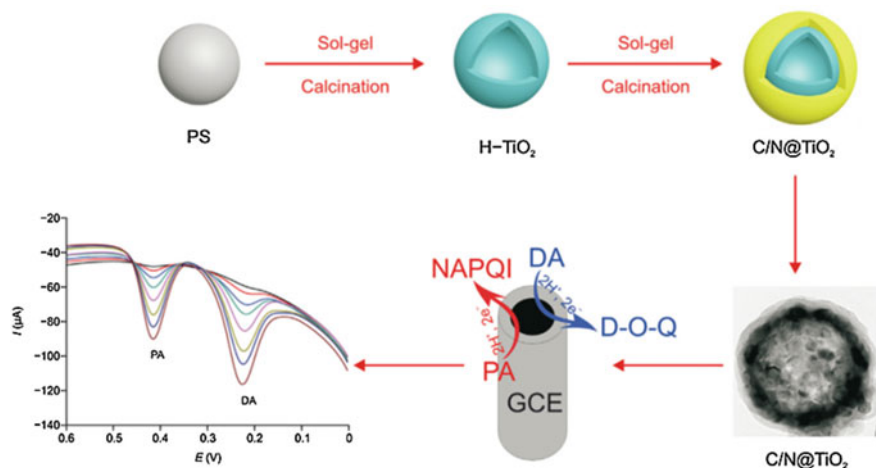 Sol-gel
Calcination
Sol-gel
Calcination
PS
H-TiO₂
C/N@TiO₂
-20
-40
-60
-80
-100
-120
-140
I (µA)
PA
DA
0.6
0.5
0.4
0.3
0.2
0.1
0
E (V)
NAPQI
DA
2H⁺, 2e⁻
D-O-Q
2H⁺, 2e⁻
PA
GCE
C/N@TiO₂